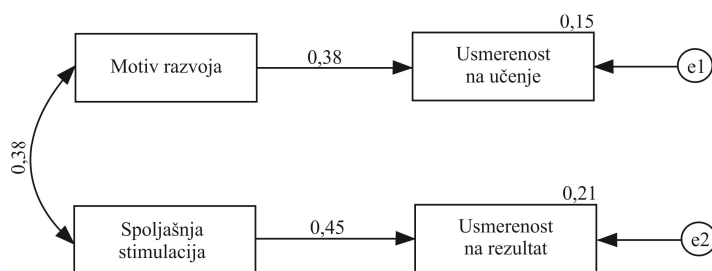 0,15
Motiv razvoja
0,38
Usmerenost
na učenje
e1
0,38
0,21
Spoljašnja
stimulacija
0,45
Usmerenost
na rezultat
e2